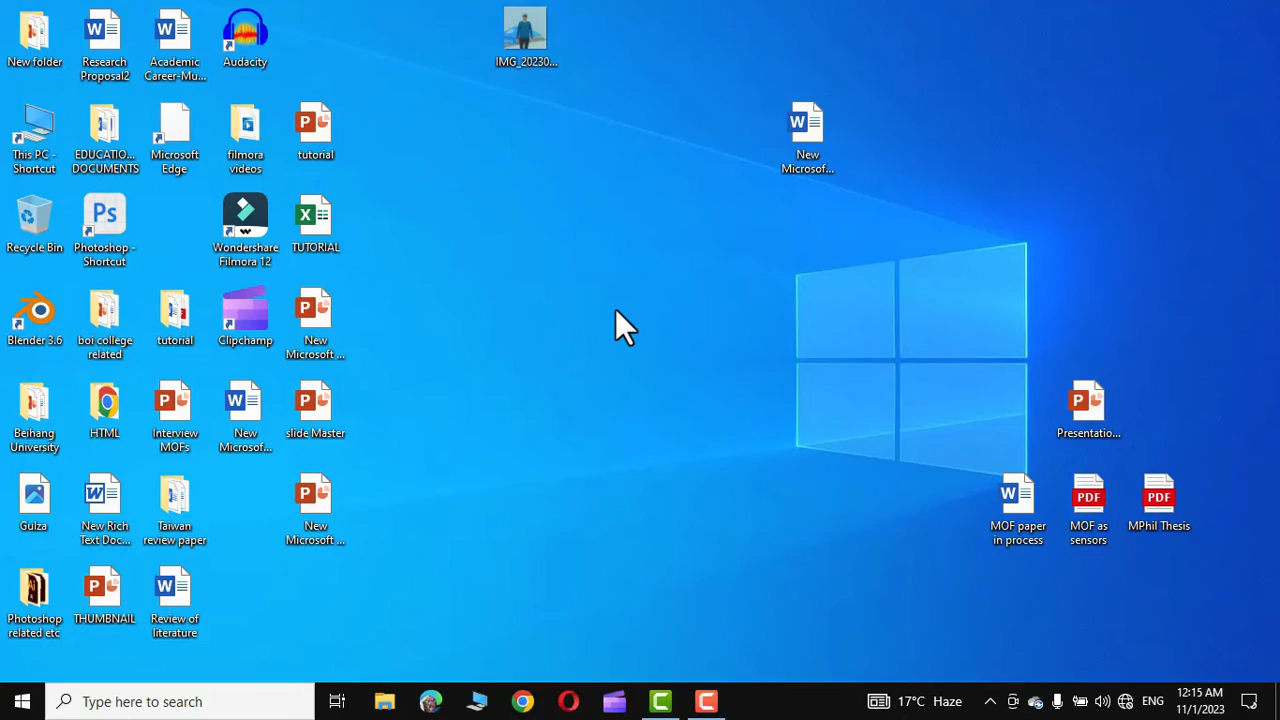 New folder
Research
Proposal2
Academic
Career-Mu...
Audacity
IMG_20230...
This PC -
Shortcut
EDUCATIO...
DOCUMENTS
Microsoft
Edge
filmora
videos
P
tutorial
W
New
Microsof...
Recycle Bin
Ps
Photoshop -
Shortcut
Wondershare
Filmora 12
X
TUTORIAL
Blender 3.6
boi college
related
tutorial
Clipchamp
P
New
Microsoft ...
Beihang
University
HTML
P
Interview
MOFs
W
New
Microsof...
P
slide Master
P
Presentatio...
Gulza
W
New Rich
Text Doc...
Taiwan
review paper
P
New
Microsoft ...
W
MOF paper
in process
PDF
MOF as
sensors
PDF
MPhil Thesis
Ai
Photoshop
related etc
P
THUMBNAIL
W
Review of
literature
Type here to search
17°C Haze
ENG
12:15 AM
11/1/2023